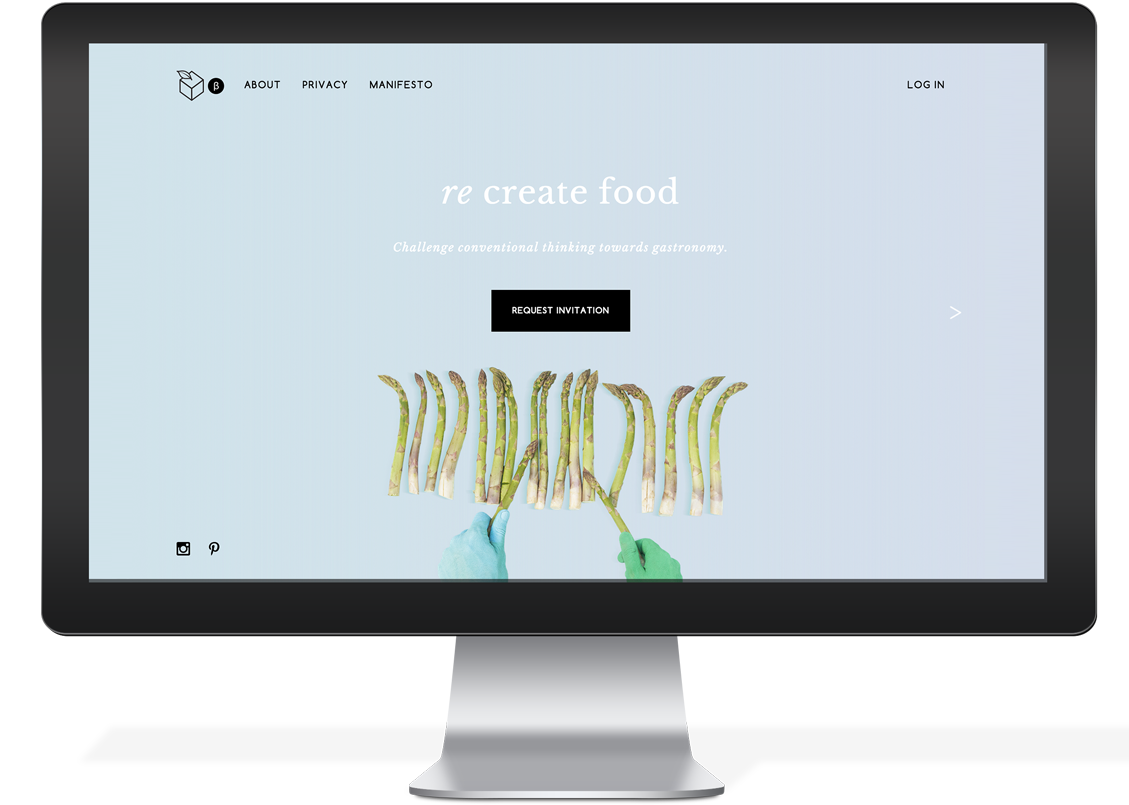 β
ABOUT
PRIVACY
MANIFESTO
LOG IN
re create food
Challenge conventional thinking towards gastronomy.
REQUEST INVITATION
>